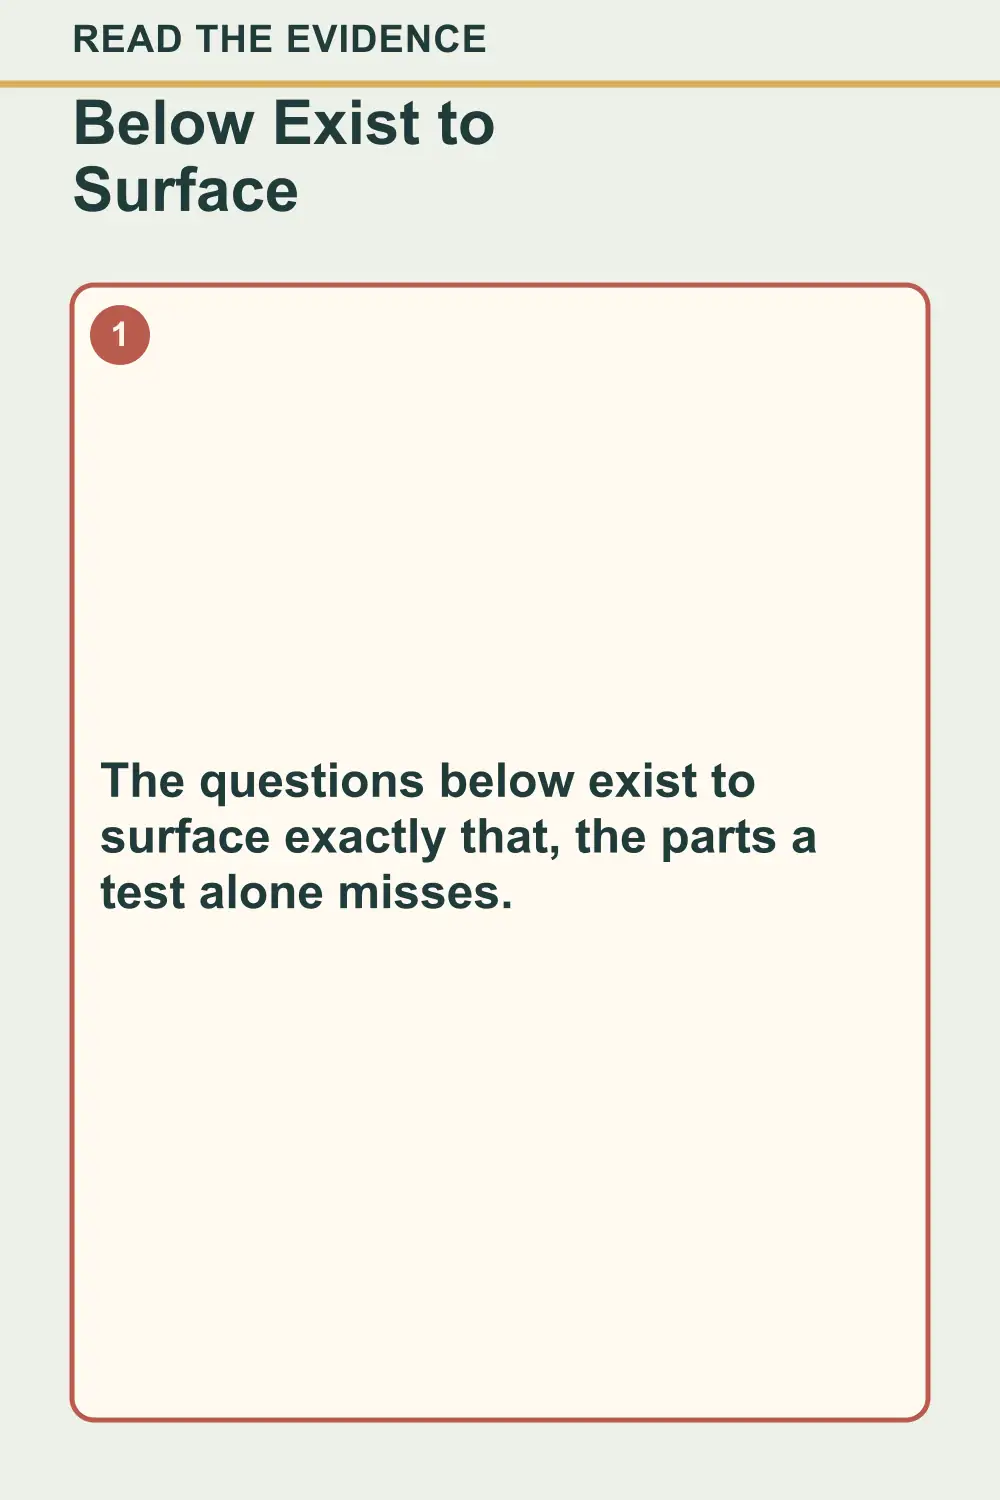 READ THE EVIDENCE
Below Exist to
Surface
1
The questions below exist to
surface exactly that, the parts a
test alone misses.